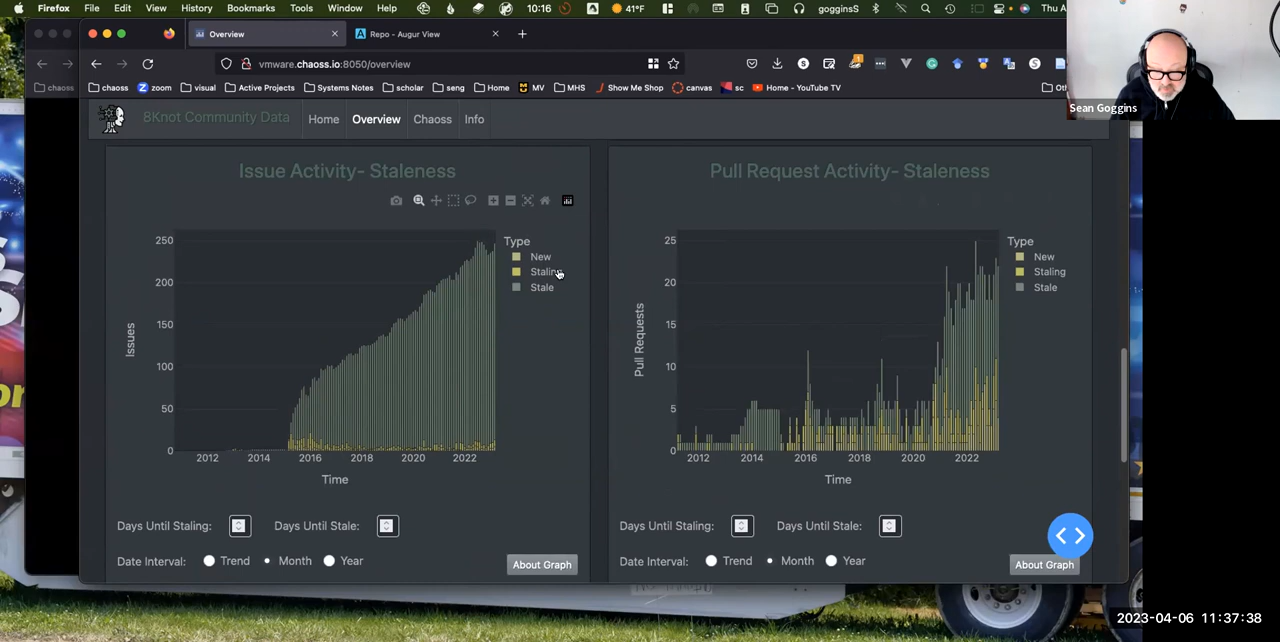 Firefox File Edit View History Bookmarks Tools Window Help 10:16 41°F gogginsS Thu A
Overview Repo - Augur View
vmware.chaoss.io:8050/overview
chaoss chaoss zoom visual Active Projects Systems Notes scholar seng Home MV MHS Show Me Shop canvas sc Home - YouTube TV
Sean Goggins
8Knot Community Data Home Overview Chaoss Info
Issue Activity- Staleness
Type
New
Staling
Stale
250
200
150
100
50
0
Issues
2012 2014 2016 2018 2020 2022
Time
Days Until Staling: Days Until Stale:
Date Interval: Trend Month Year
About Graph
Pull Request Activity- Staleness
Type
New
Staling
Stale
25
20
15
10
5
0
Pull Requests
2012 2014 2016 2018 2020 2022
Time
Days Until Staling: Days Until Stale:
Date Interval: Trend Month Year
About Graph
2023-04-06 11:37:38